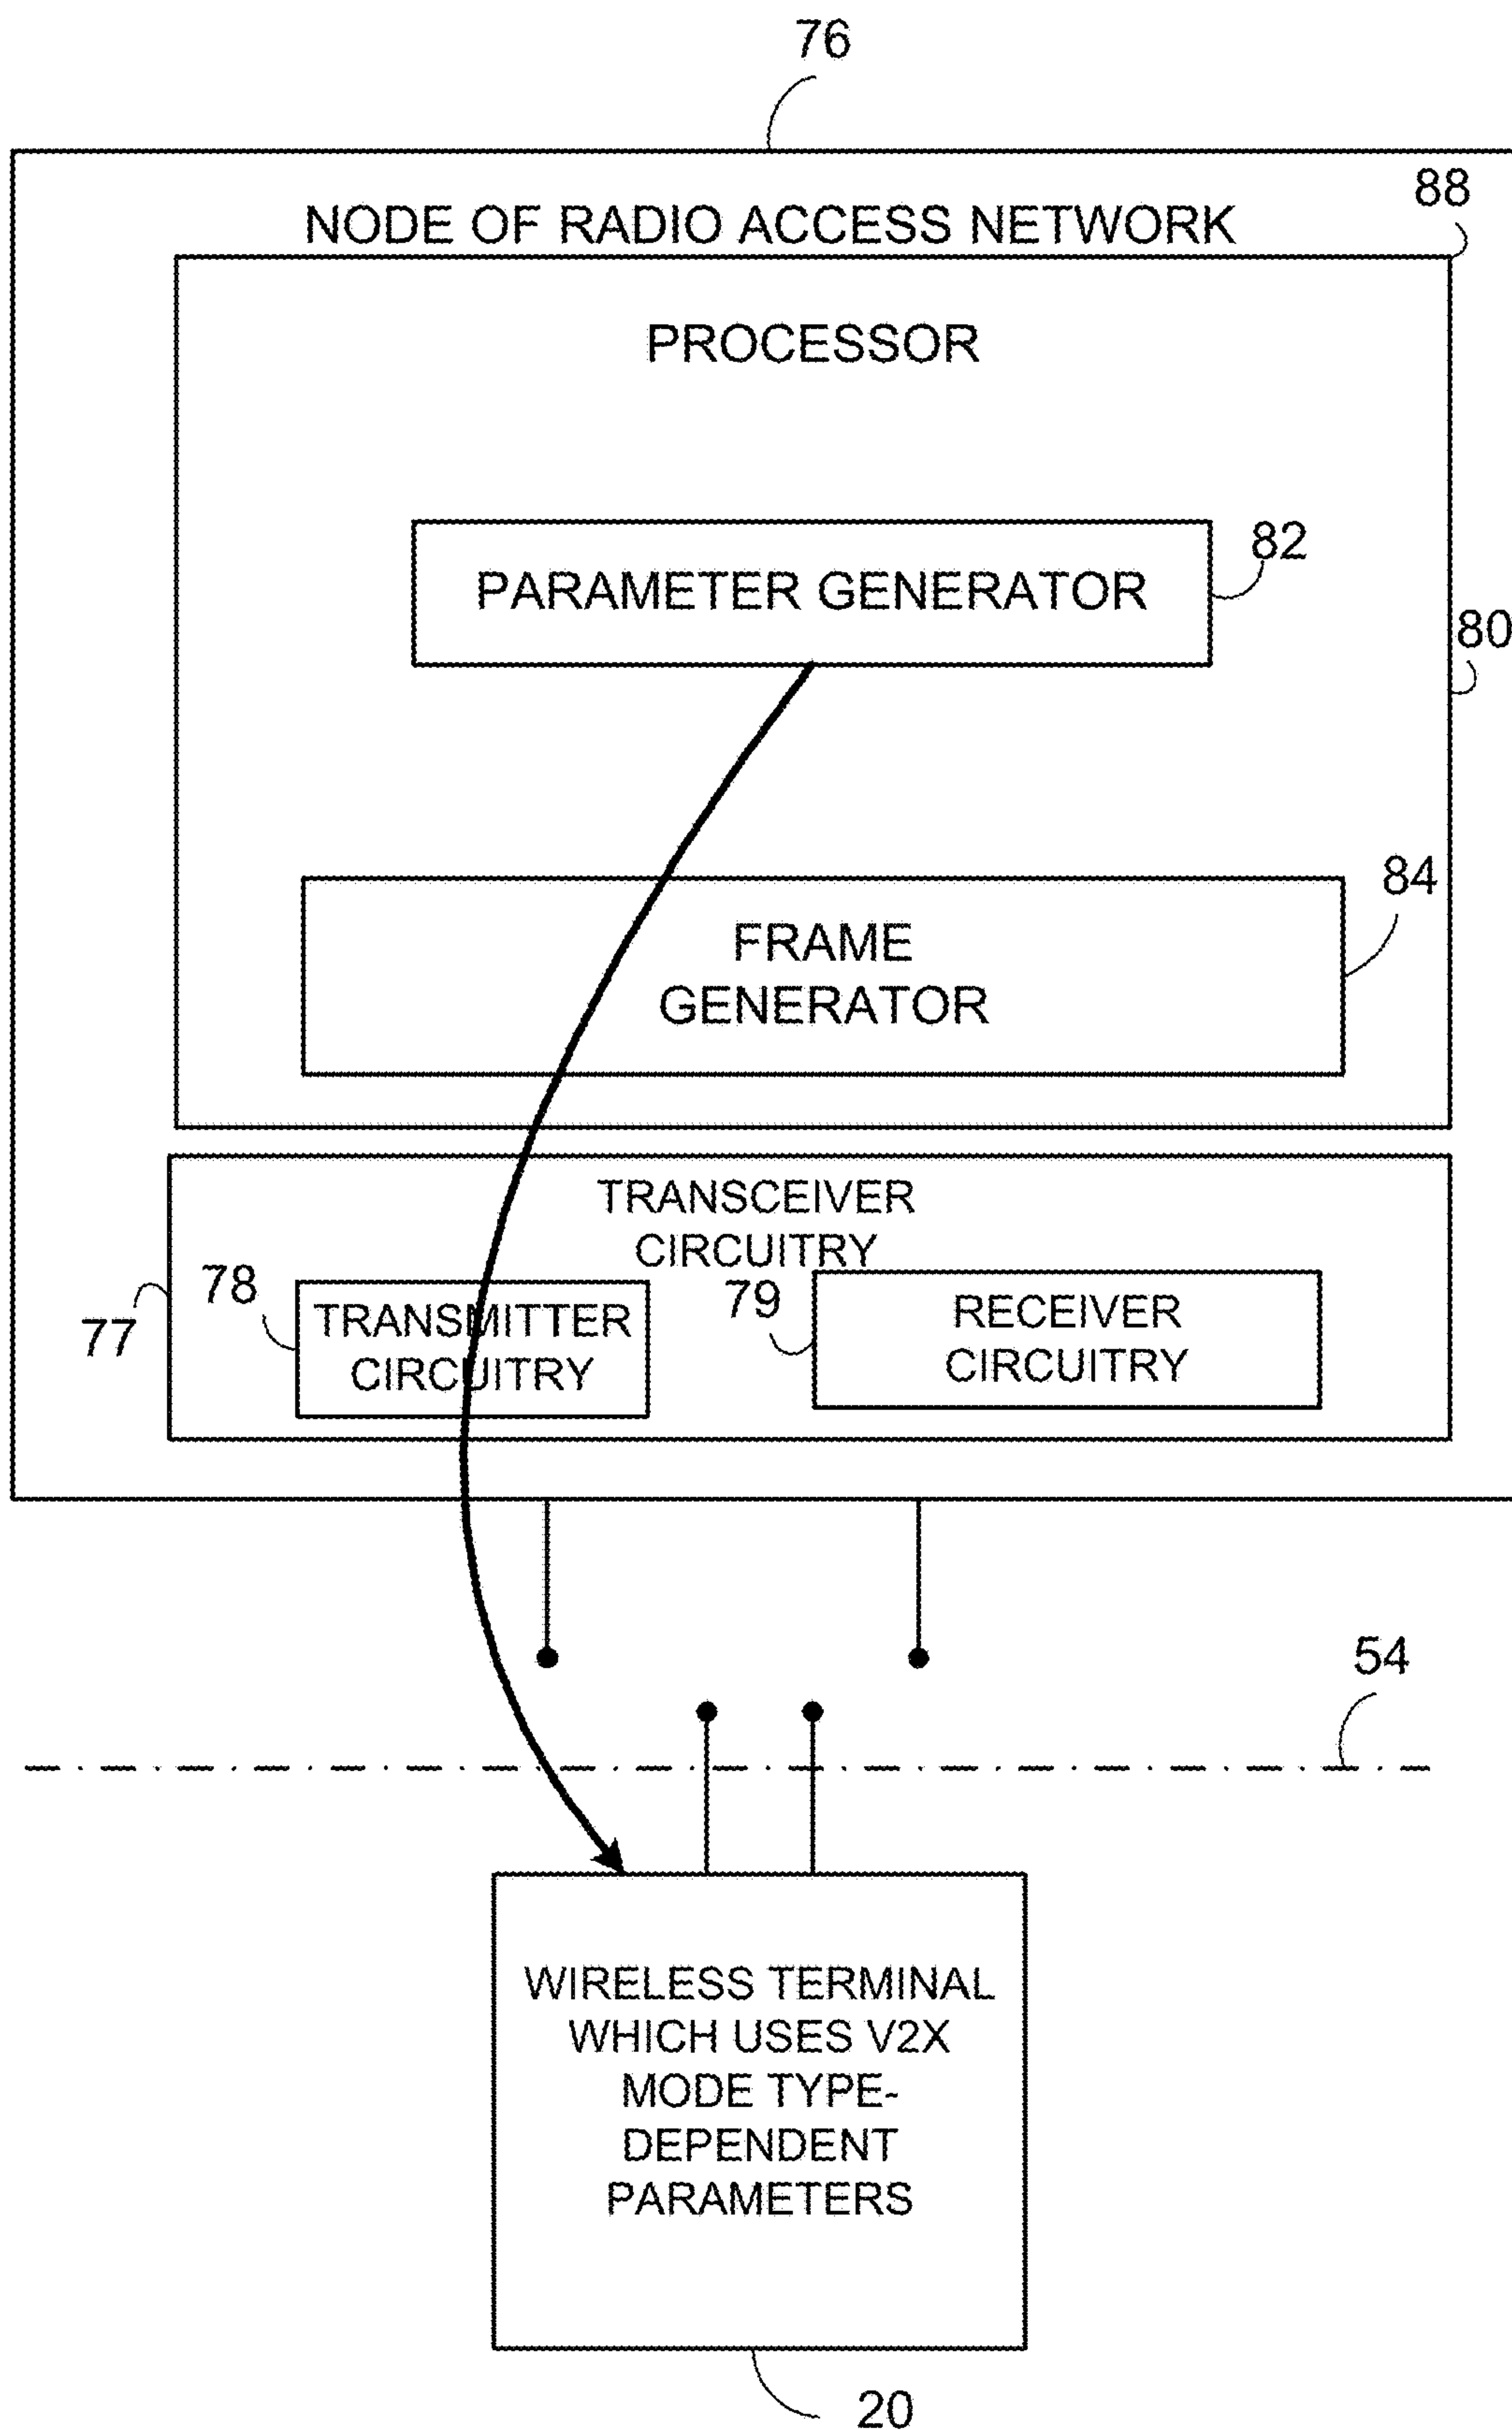 76
88
NODE OF RADIO ACCESS NETWORK
PROCESSOR
82
PARAMETER GENERATOR
80
84
FRAME
GENERATOR
TRANSCEIVER
CIRCUITRY
78
79
77
TRANSMITTER
CIRCUITRY
RECEIVER
CIRCUITRY
54
WIRELESS TERMINAL
WHICH USES V2X
MODE TYPE-
DEPENDENT
PARAMETERS
20